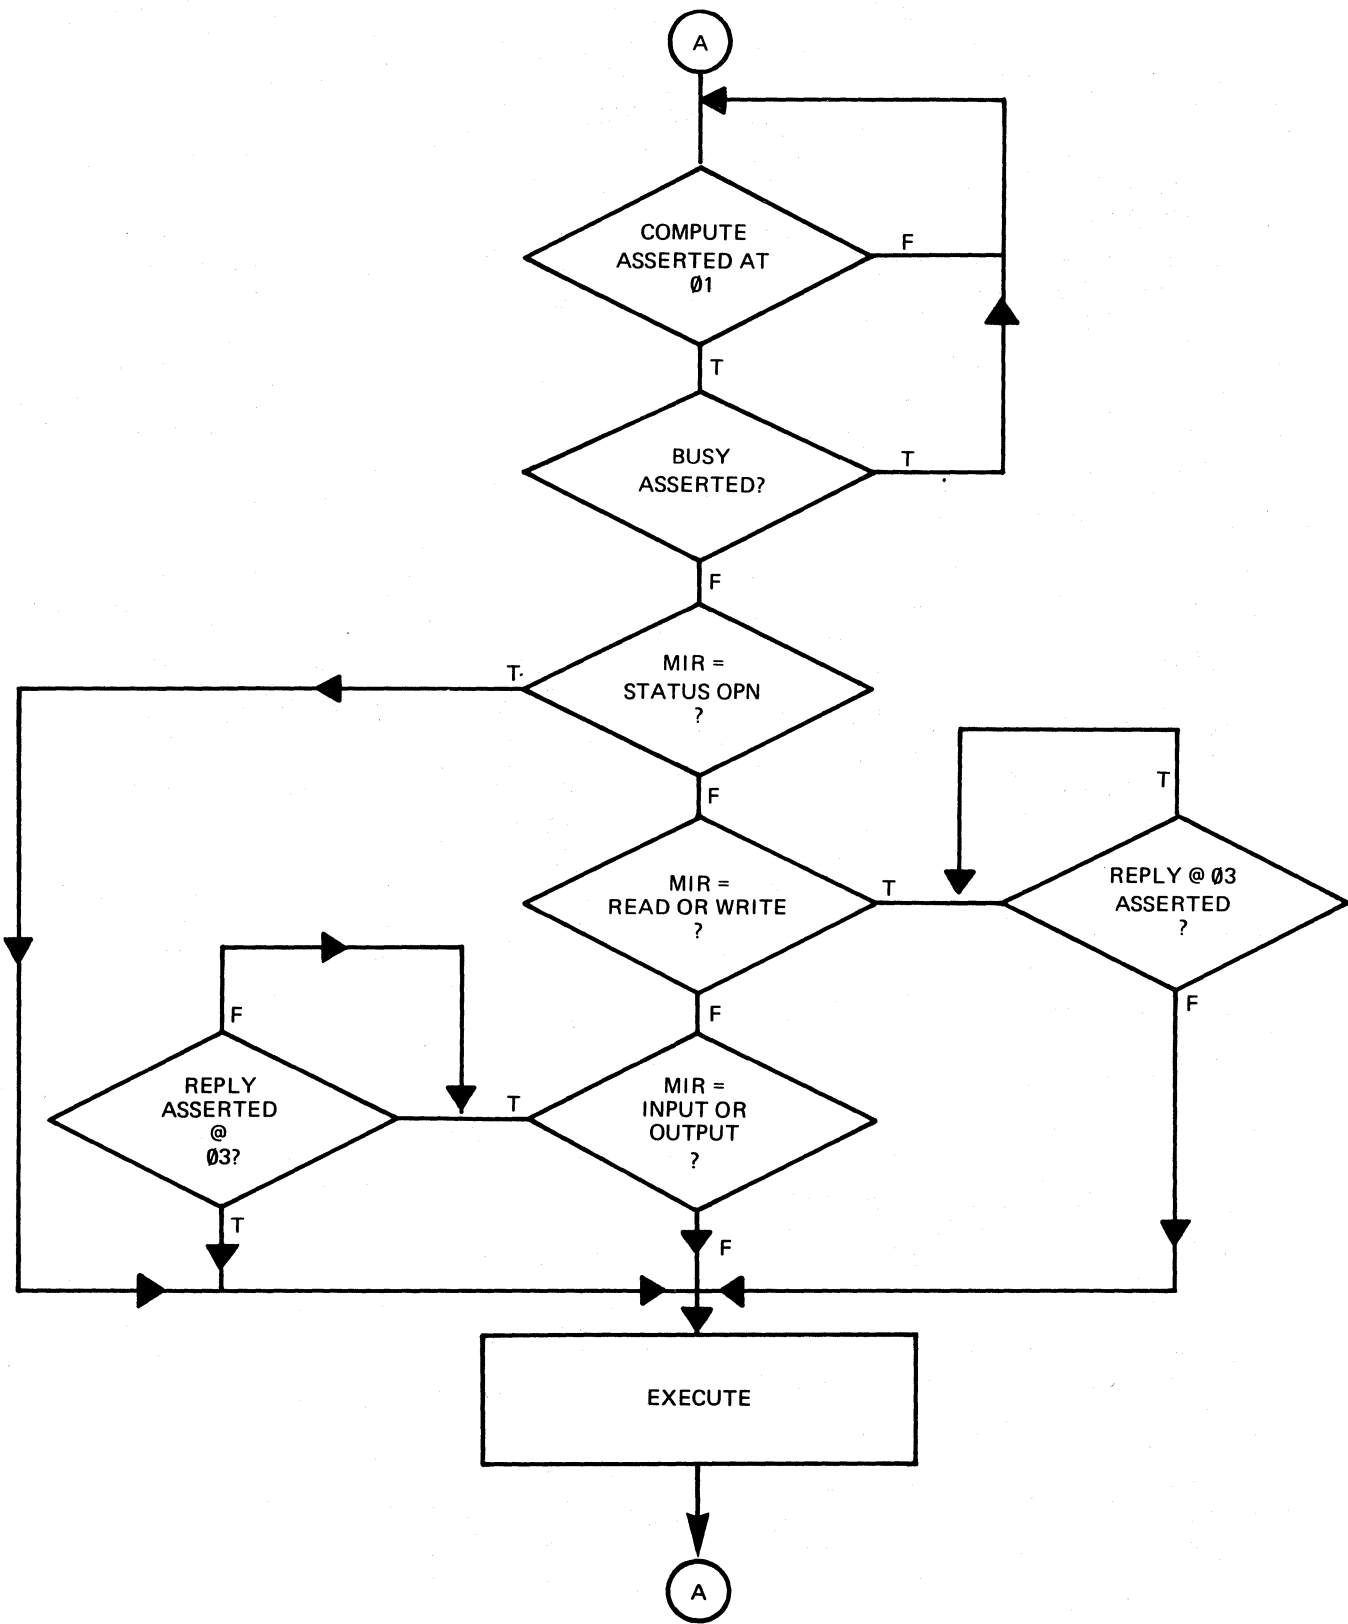 A
COMPUTE
ASSERTED AT
Ø1
F
T
BUSY
ASSERTED?
T
F
MIR =
STATUS OPN
?
T
F
MIR =
READ OR WRITE
?
T
F
REPLY @ Ø3
ASSERTED
?
T
F
MIR =
INPUT OR
OUTPUT
?
T
F
REPLY
ASSERTED
@
Ø3?
F
T
EXECUTE
A